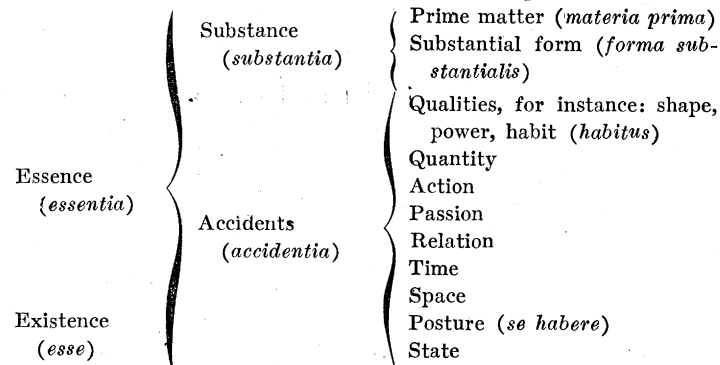 Essence
(essentia)
Existence
(esse)
Substance
(substantia)
Accidents
(accidentia)
Prime matter (materia prima)
Substantial form (forma sub-
stantialis)
Qualities, for instance: shape,
power, habit (habitus)
Quantity
Action
Passion
Relation
Time
Space
Posture (se habere)
State